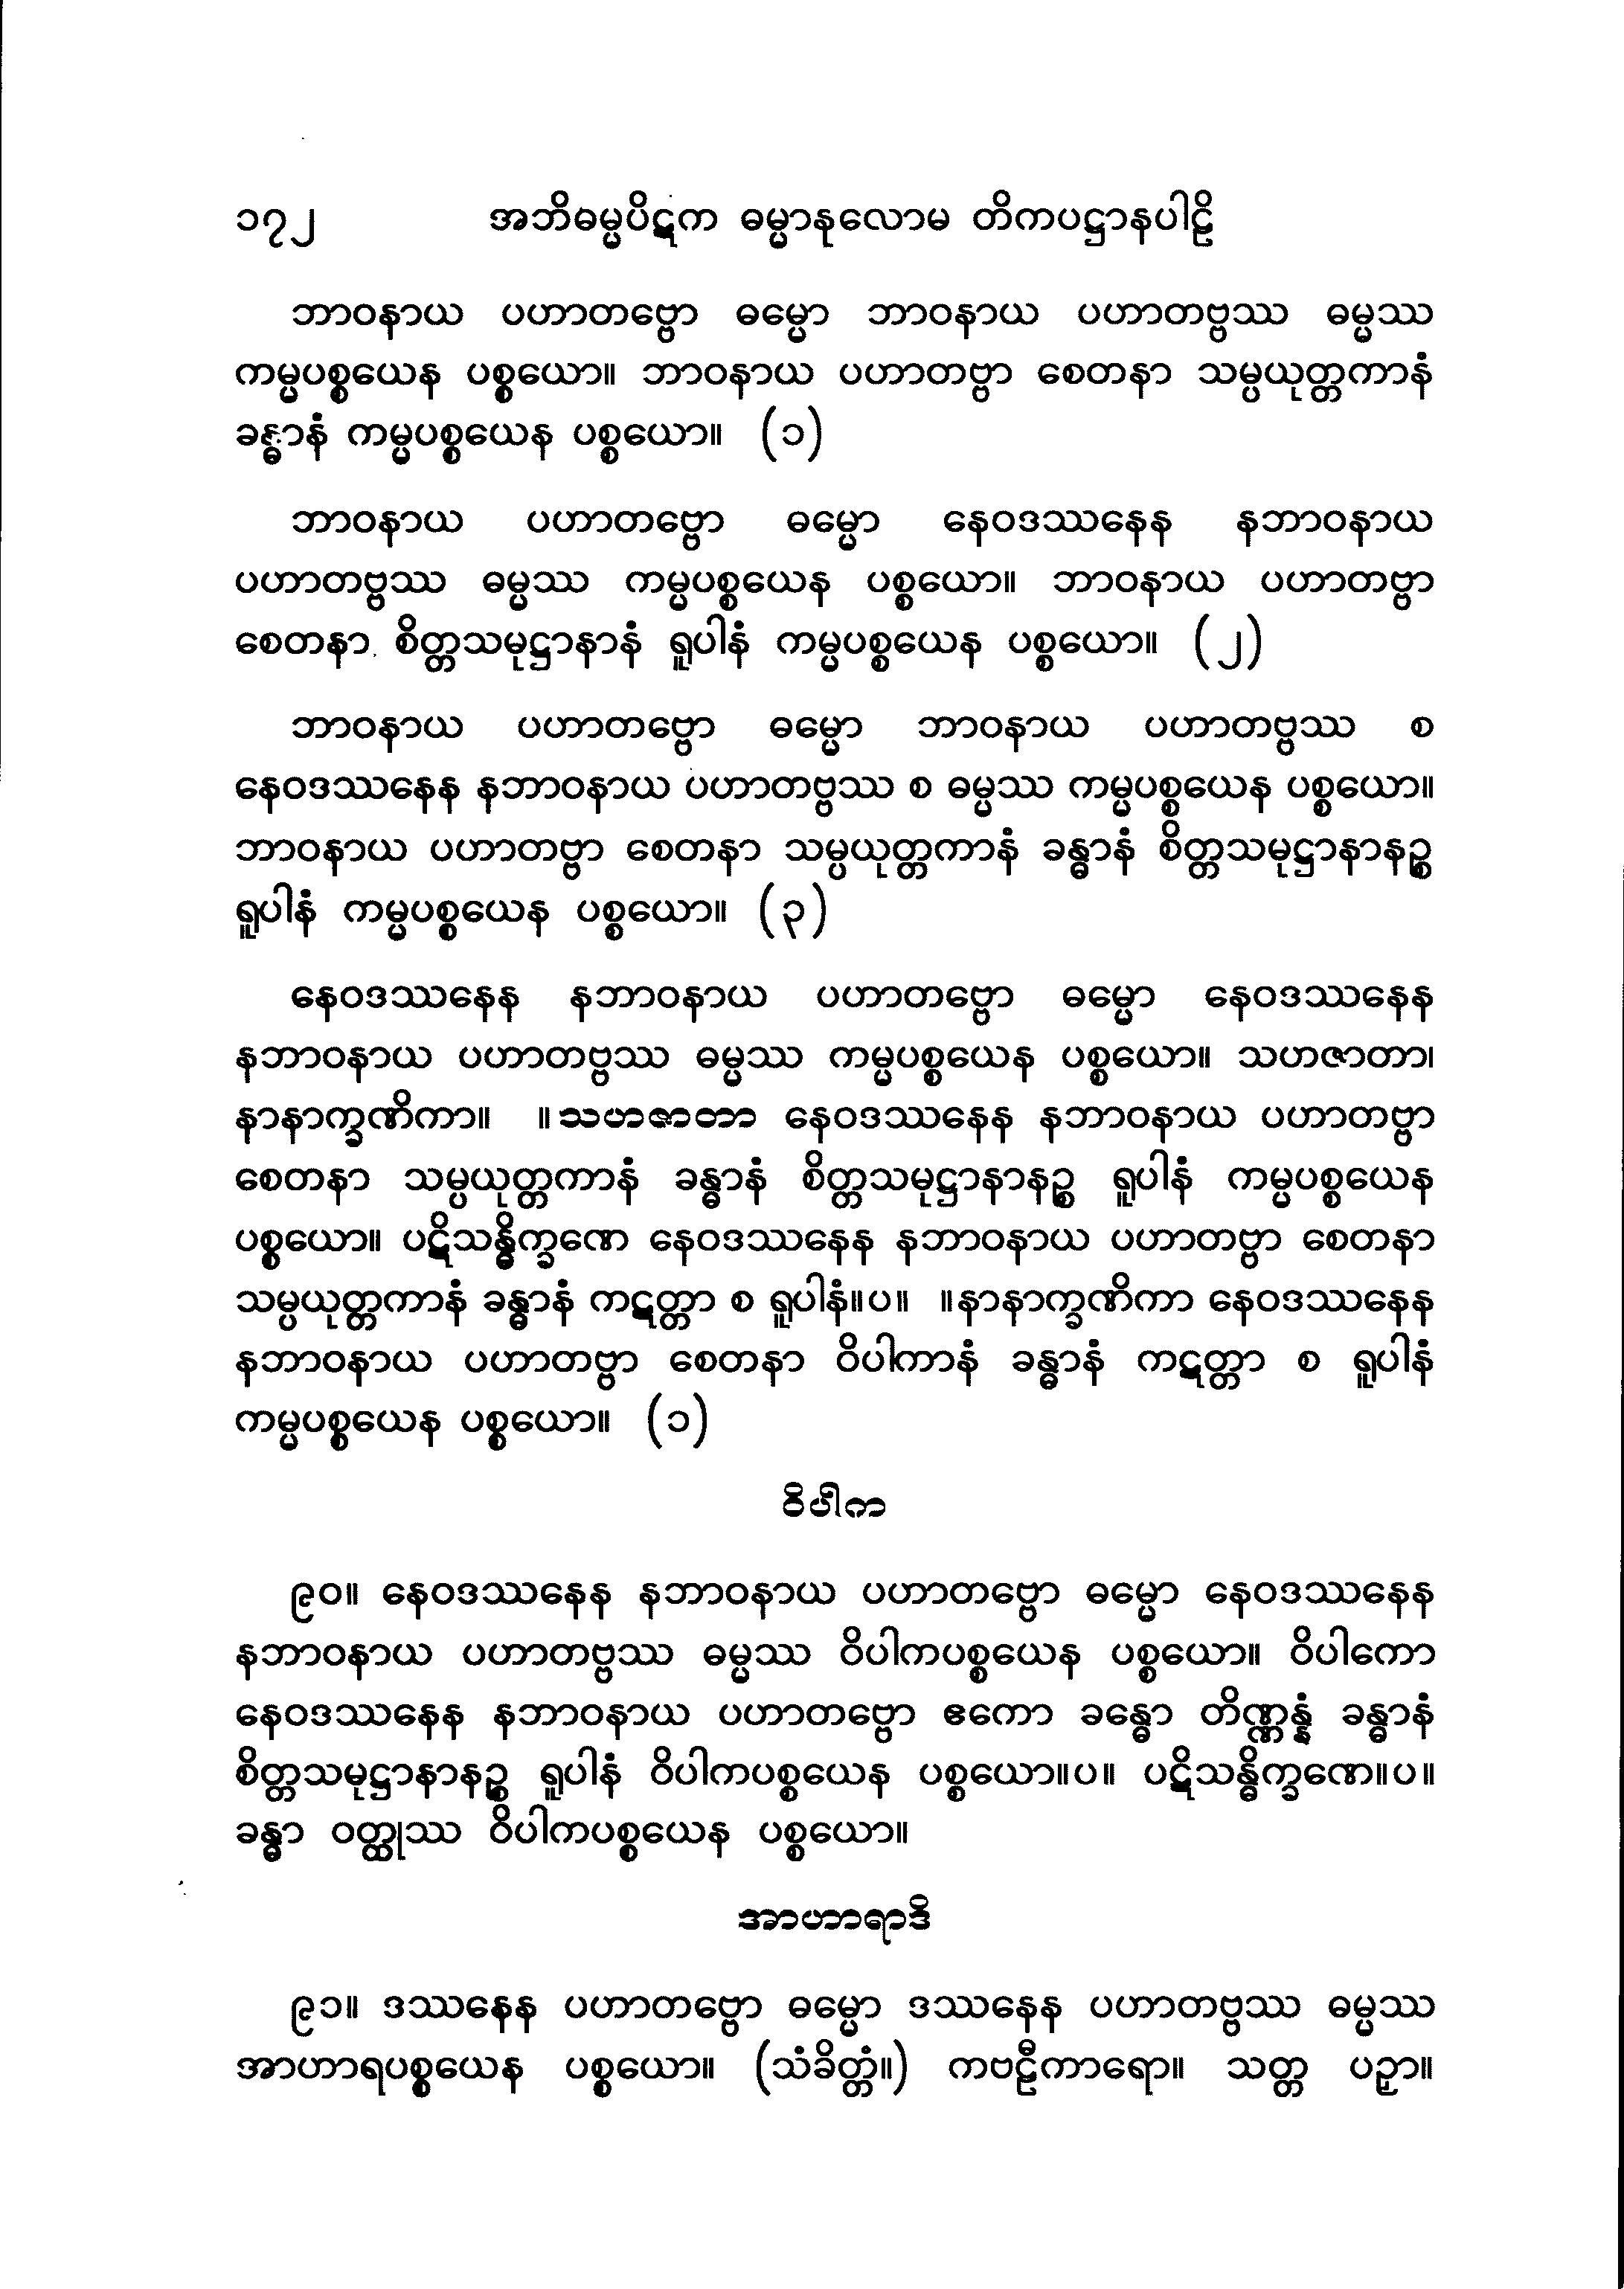 ၁၇၂ အဘိဓမ္မပိဋက ဓမ္မာနုလောမ တိကပဋ္ဌာနပါဠိ
ဘာဝနာယ ပဟာတဗ္ဗော ဓမ္မော ဘာဝနာယ ပဟာတဗ္ဗဿ ဓမ္မဿ
ကမ္မပစ္စယေန ပစ္စယော။ ဘာဝနာယ ပဟာတဗ္ဗာ စေတနာ သမ္ပယုတ္တကာနံ
ခန္ဓာနံ ကမ္မပစ္စယေန ပစ္စယော။ (၁)
ဘာဝနာယ ပဟာတဗ္ဗော ဓမ္မော နေဝဒဿနေန နဘာဝနာယ
ပဟာတဗ္ဗဿ ဓမ္မဿ ကမ္မပစ္စယေန ပစ္စယော။ ဘာဝနာယ ပဟာတဗ္ဗာ
စေတနာ စိတ္တသမုဋ္ဌာနာနံ ရူပါနံ ကမ္မပစ္စယေန ပစ္စယော။ (၂)
ဘာဝနာယ ပဟာတဗ္ဗော ဓမ္မော ဘာဝနာယ ပဟာတဗ္ဗဿ စ
နေဝဒဿနေန နဘာဝနာယ ပဟာတဗ္ဗဿ စ ဓမ္မဿ ကမ္မပစ္စယေန ပစ္စယော။
ဘာဝနာယ ပဟာတဗ္ဗာ စေတနာ သမ္ပယုတ္တကာနံ ခန္ဓာနံ စိတ္တသမုဋ္ဌာနာနဉ္စ
ရူပါနံ ကမ္မပစ္စယေန ပစ္စယော။ (၃)
နေဝဒဿနေန နဘာဝနာယ ပဟာတဗ္ဗော ဓမ္မော နေဝဒဿနေန
နဘာဝနာယ ပဟာတဗ္ဗဿ ဓမ္မဿ ကမ္မပစ္စယေန ပစ္စယော။ သဟဇာတာ၊
နာနာက္ခဏိကာ။ ။သဟဇာတာ နေဝဒဿနေန နဘာဝနာယ ပဟာတဗ္ဗာ
စေတနာ သမ္ပယုတ္တကာနံ ခန္ဓာနံ စိတ္တသမုဋ္ဌာနာနဉ္စ ရူပါနံ ကမ္မပစ္စယေန
ပစ္စယော။ ပဋိသန္ဓိက္ခဏေ နေဝဒဿနေန နဘာဝနာယ ပဟာတဗ္ဗာ စေတနာ
သမ္ပယုတ္တကာနံ ခန္ဓာနံ ကဋတ္တာ စ ရူပါနံ။ပ။ ။နာနာက္ခဏိကာ နေဝဒဿနေန
နဘာဝနာယ ပဟာတဗ္ဗာ စေတနာ ဝိပါကာနံ ခန္ဓာနံ ကဋတ္တာ စ ရူပါနံ
ကမ္မပစ္စယေန ပစ္စယော။ (၁)
ဝိပါက
၉၀။ နေဝဒဿနေန နဘာဝနာယ ပဟာတဗ္ဗော ဓမ္မော နေဝဒဿနေန
နဘာဝနာယ ပဟာတဗ္ဗဿ ဓမ္မဿ ဝိပါကပစ္စယေန ပစ္စယော။ ဝိပါကော
နေဝဒဿနေန နဘာဝနာယ ပဟာတဗ္ဗော ဧကော ခန္ဓော တိဏ္ဏန္နံ ခန္ဓာနံ
စိတ္တသမုဋ္ဌာနာနဉ္စ ရူပါနံ ဝိပါကပစ္စယေန ပစ္စယော။ပ။ ပဋိသန္ဓိက္ခဏေ။ပ။
ခန္ဓာ ဝတ္ထုဿ ဝိပါကပစ္စယေန ပစ္စယော။
အာဟာရာဒိ
၉၁။ ဒဿနေန ပဟာတဗ္ဗော ဓမ္မော ဒဿနေန ပဟာတဗ္ဗဿ ဓမ္မဿ
အာဟာရပစ္စယေန ပစ္စယော။ (သံခိတ္တံ။) ကဗဠီကာရော။ သတ္တ ပဉှာ။